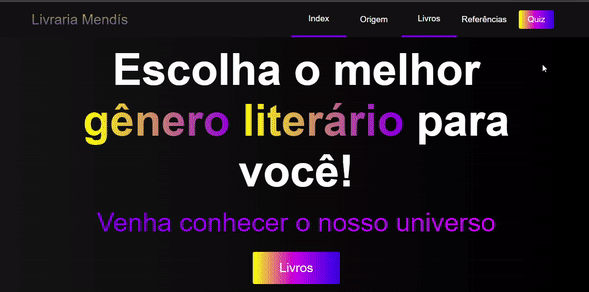 Livraria Mendís
Index
Origem
Livros
Referências
Quiz
Escolha o melhor
gênero literário para
você!
Venha conhecer o nosso universo
Livros